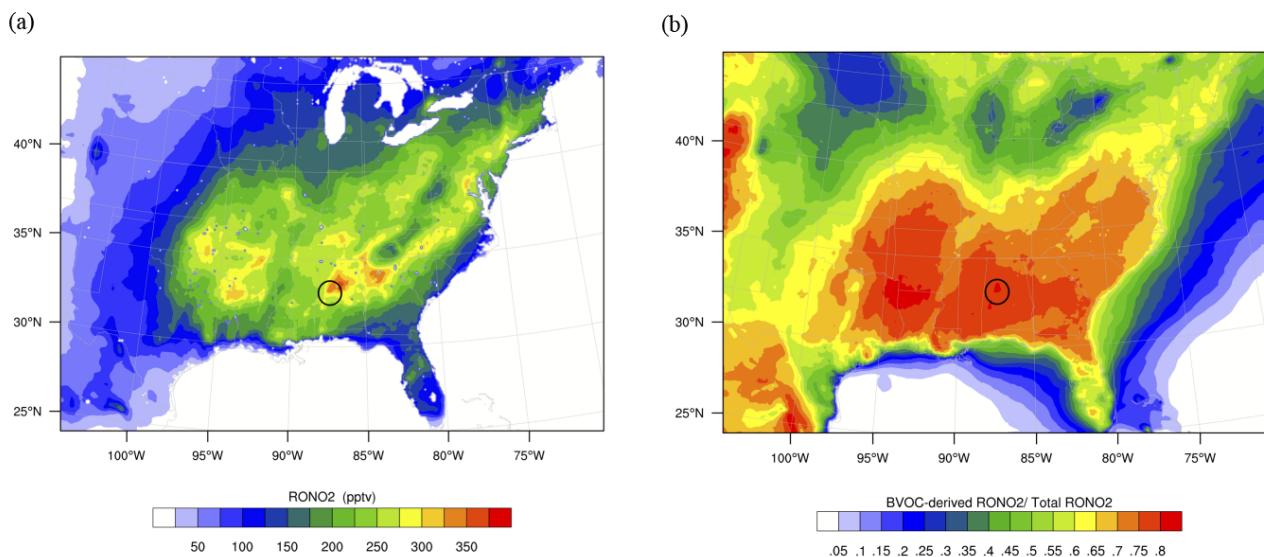 (a)
(b)
40°N
35°N
30°N
25°N
100°W 95°W 90°W 85°W 80°W 75°W
40°N
35°N
30°N
25°N
100°W 95°W 90°W 85°W 80°W 75°W
RONO2 (pptv)
50 100 150 200 250 300 350
BVOC-derived RONO2/ Total RONO2
.05 .1 .15 .2 .25 .3 .35 .4 .45 .5 .55 .6 .65 .7 .75 .8